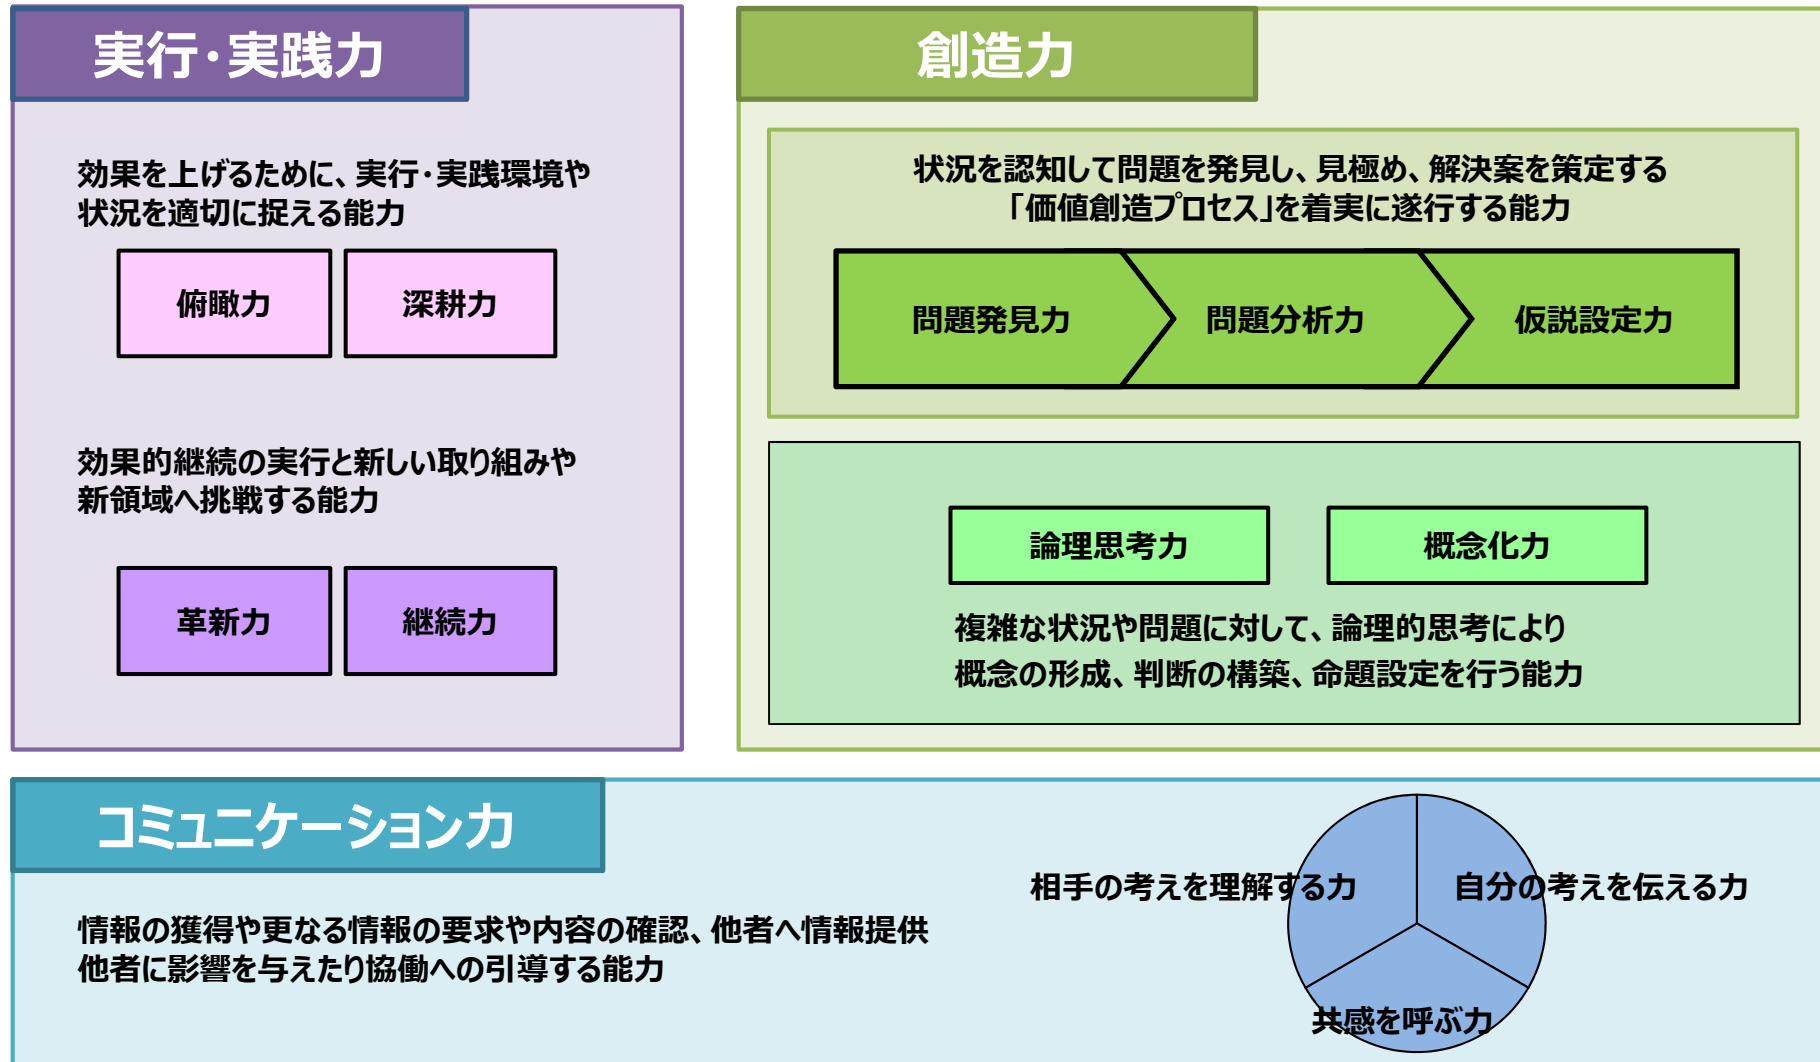 実行・実践力
効果を上げるために、実行・実践環境や
状況を適切に捉える能力
俯瞰力
深耕力
効果的継続の実行と新しい取り組みや
新領域へ挑戦する能力
革新力
継続力
創造力
状況を認知して問題を発見し、見極め、解決案を策定する
「価値創造プロセス」を着実に遂行する能力
問題発見力
問題分析力
仮説設定力
論理思考力
概念化力
複雑な状況や問題に対して、論理的思考により
概念の形成、判断の構築、命題設定を行う能力
コミュニケーション力
情報の獲得や更なる情報の要求や内容の確認、他者へ情報提供
他者に影響を与えたり協働への引導する能力
相手の考えを理解する力
自分の考えを伝える力
共感を呼ぶ力